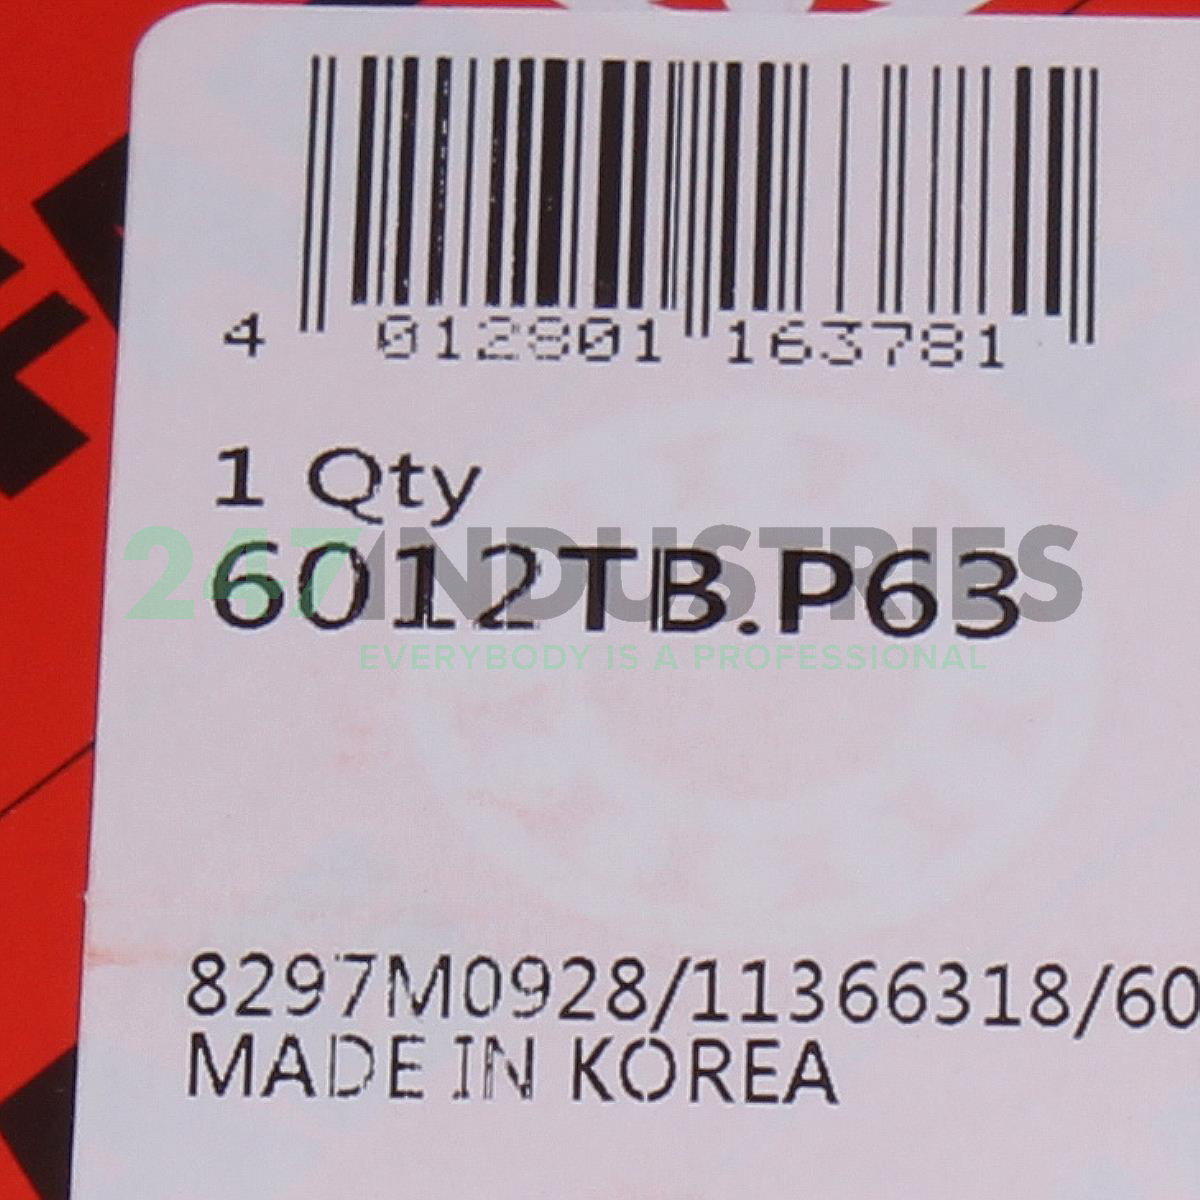 4 012801 163781
1 Qty
247INDUSTRIES
6012TB.P63
EVERYBODY IS A PROFESSIONAL
8297M0928/11366318/60
MADE IN KOREA